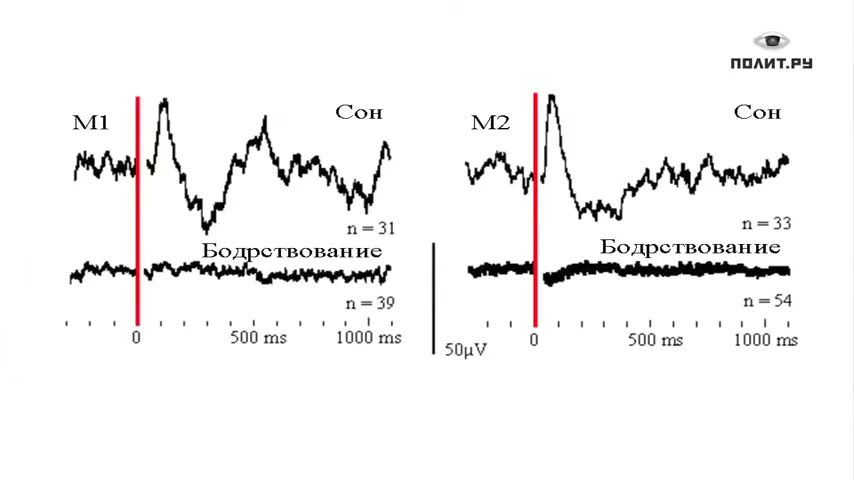 ПОЛИТ.РУ
M1
Сон
n = 31
Бодрствование
n = 39
0
500 ms
1000 ms
50µV
M2
Сон
n = 33
Бодрствование
n = 54
0
500 ms
1000 ms